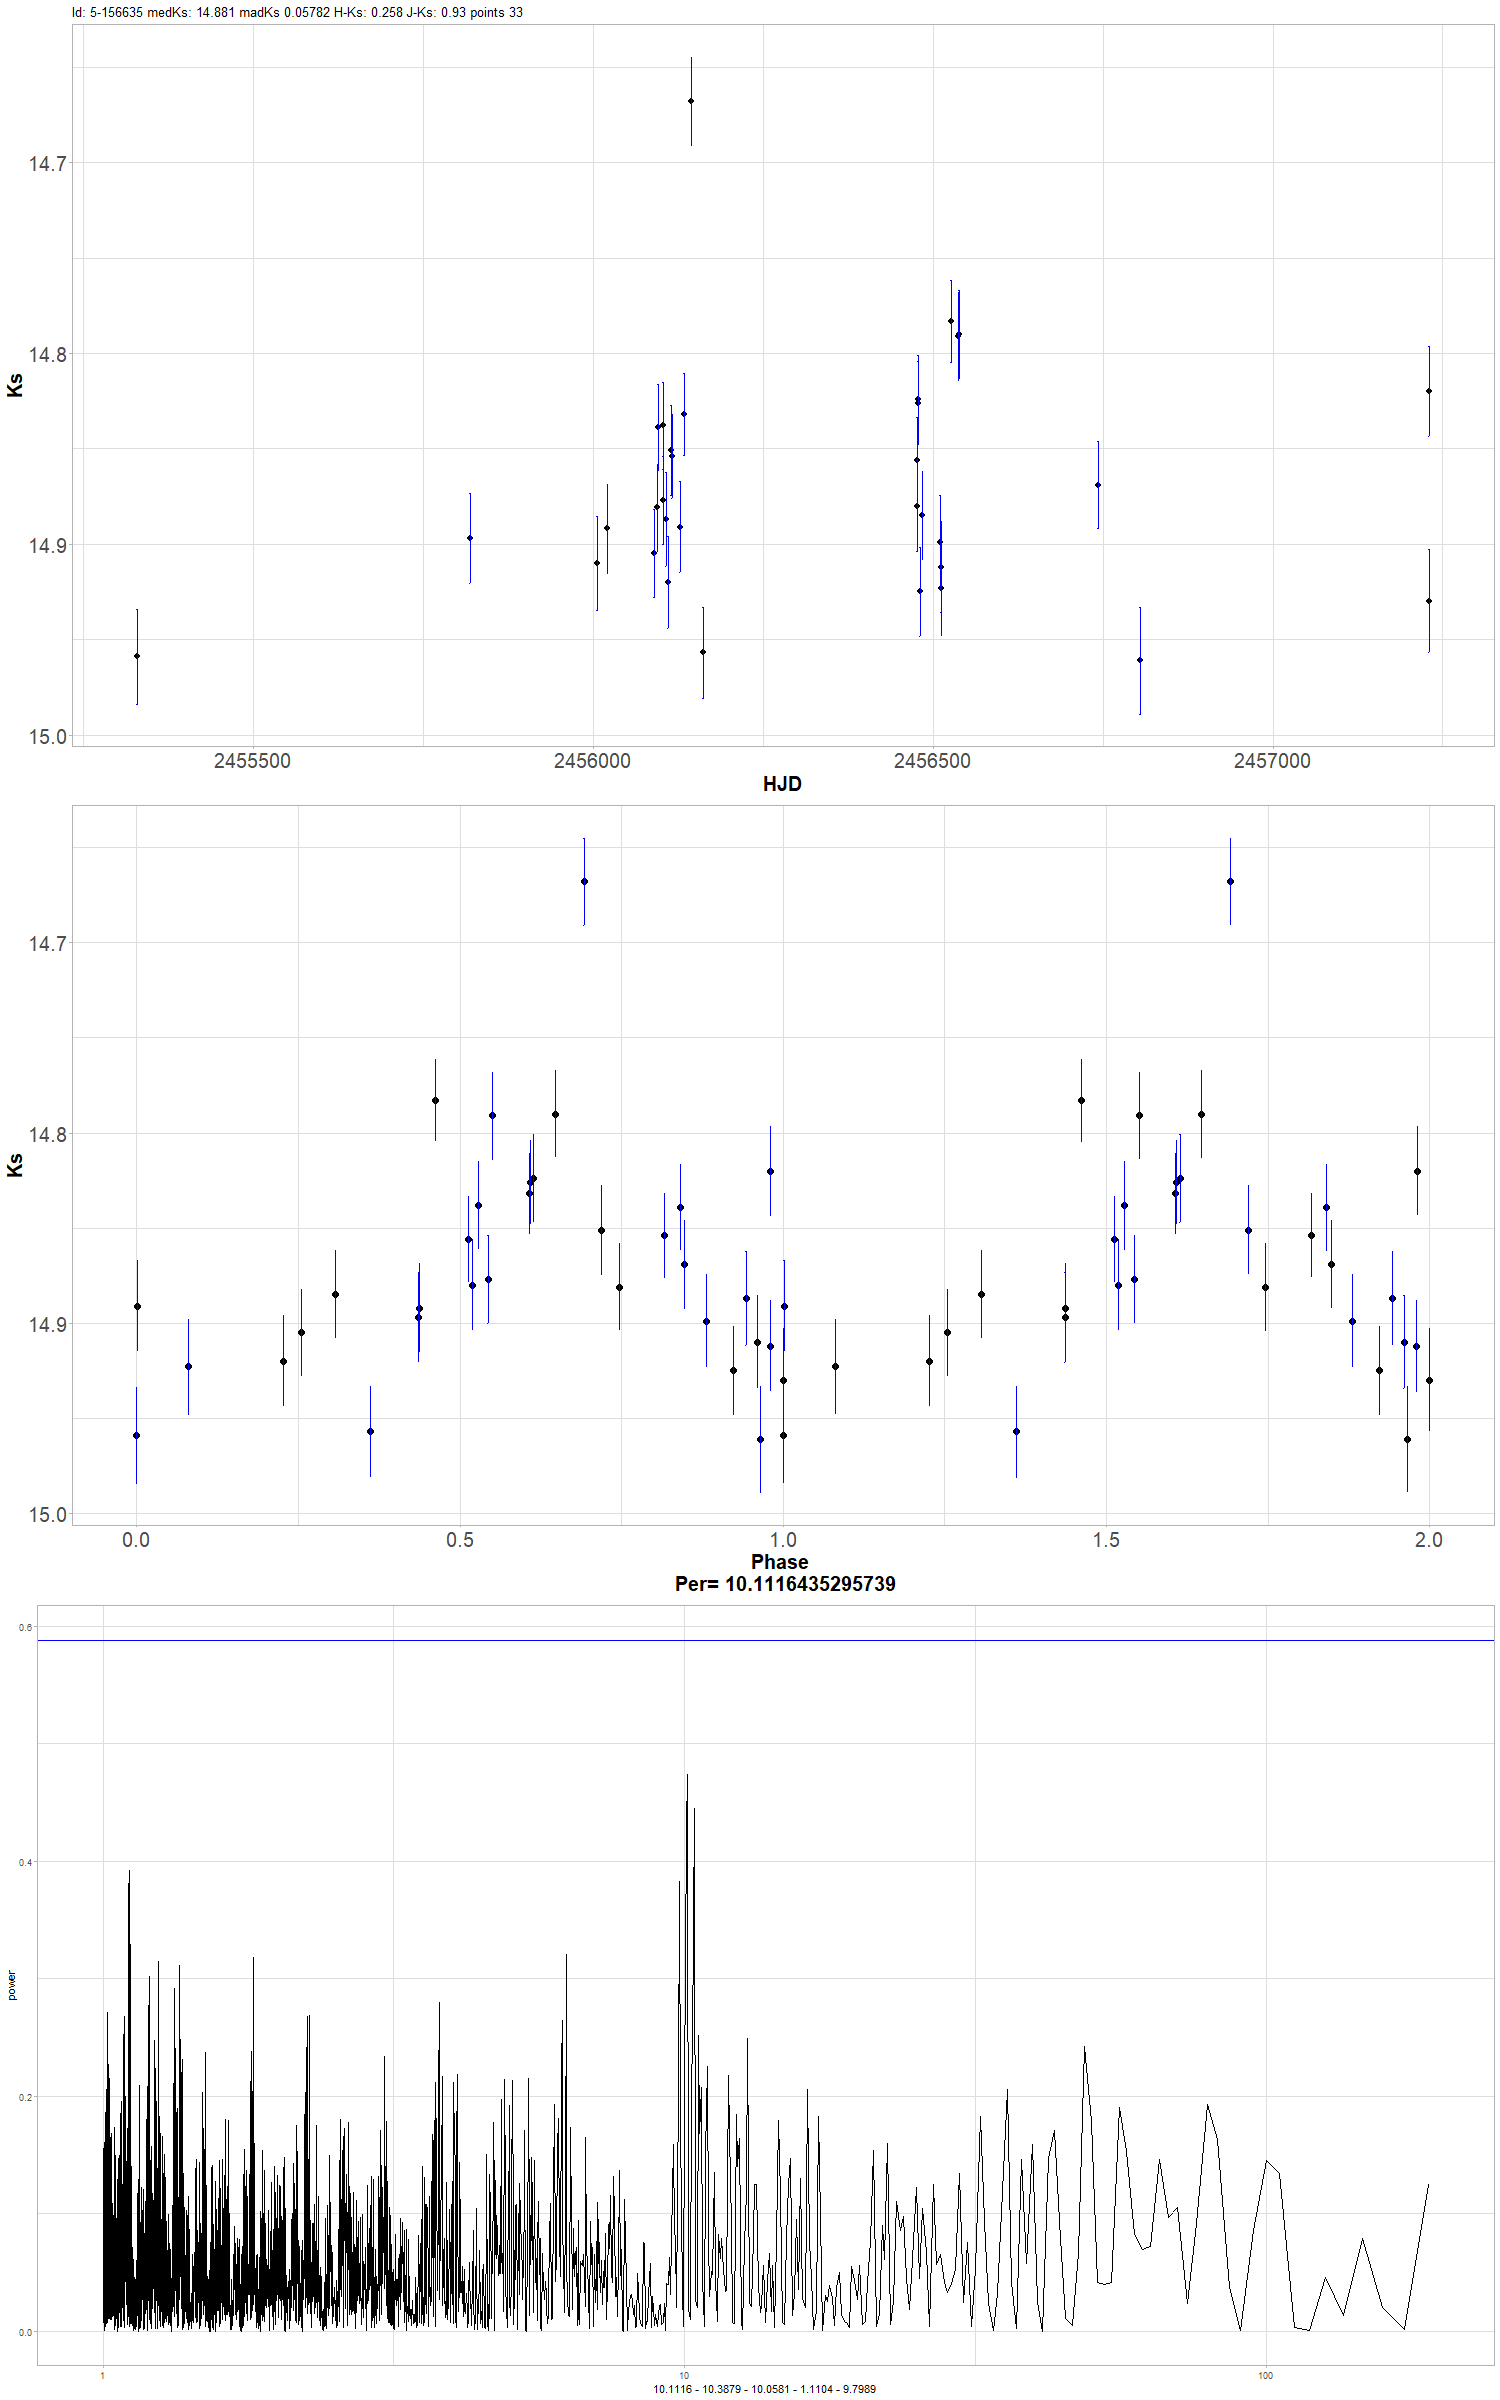 Id: 5-156635 medKs: 14.881 madKs 0.05782 H-Ks: 0.258 J-Ks: 0.93 points 33
14.7
14.8
14.9
15.0
Ks
2455500 2456000 2456500 2457000
HJD
14.7
14.8
14.9
15.0
Ks
0.0 0.5 1.0 1.5 2.0
Phase
Per= 10.1116435295739
0.6
0.4
0.2
0.0
power
1 10 100
10.1116 - 10.3879 - 10.0581 - 1.1104 - 9.7989